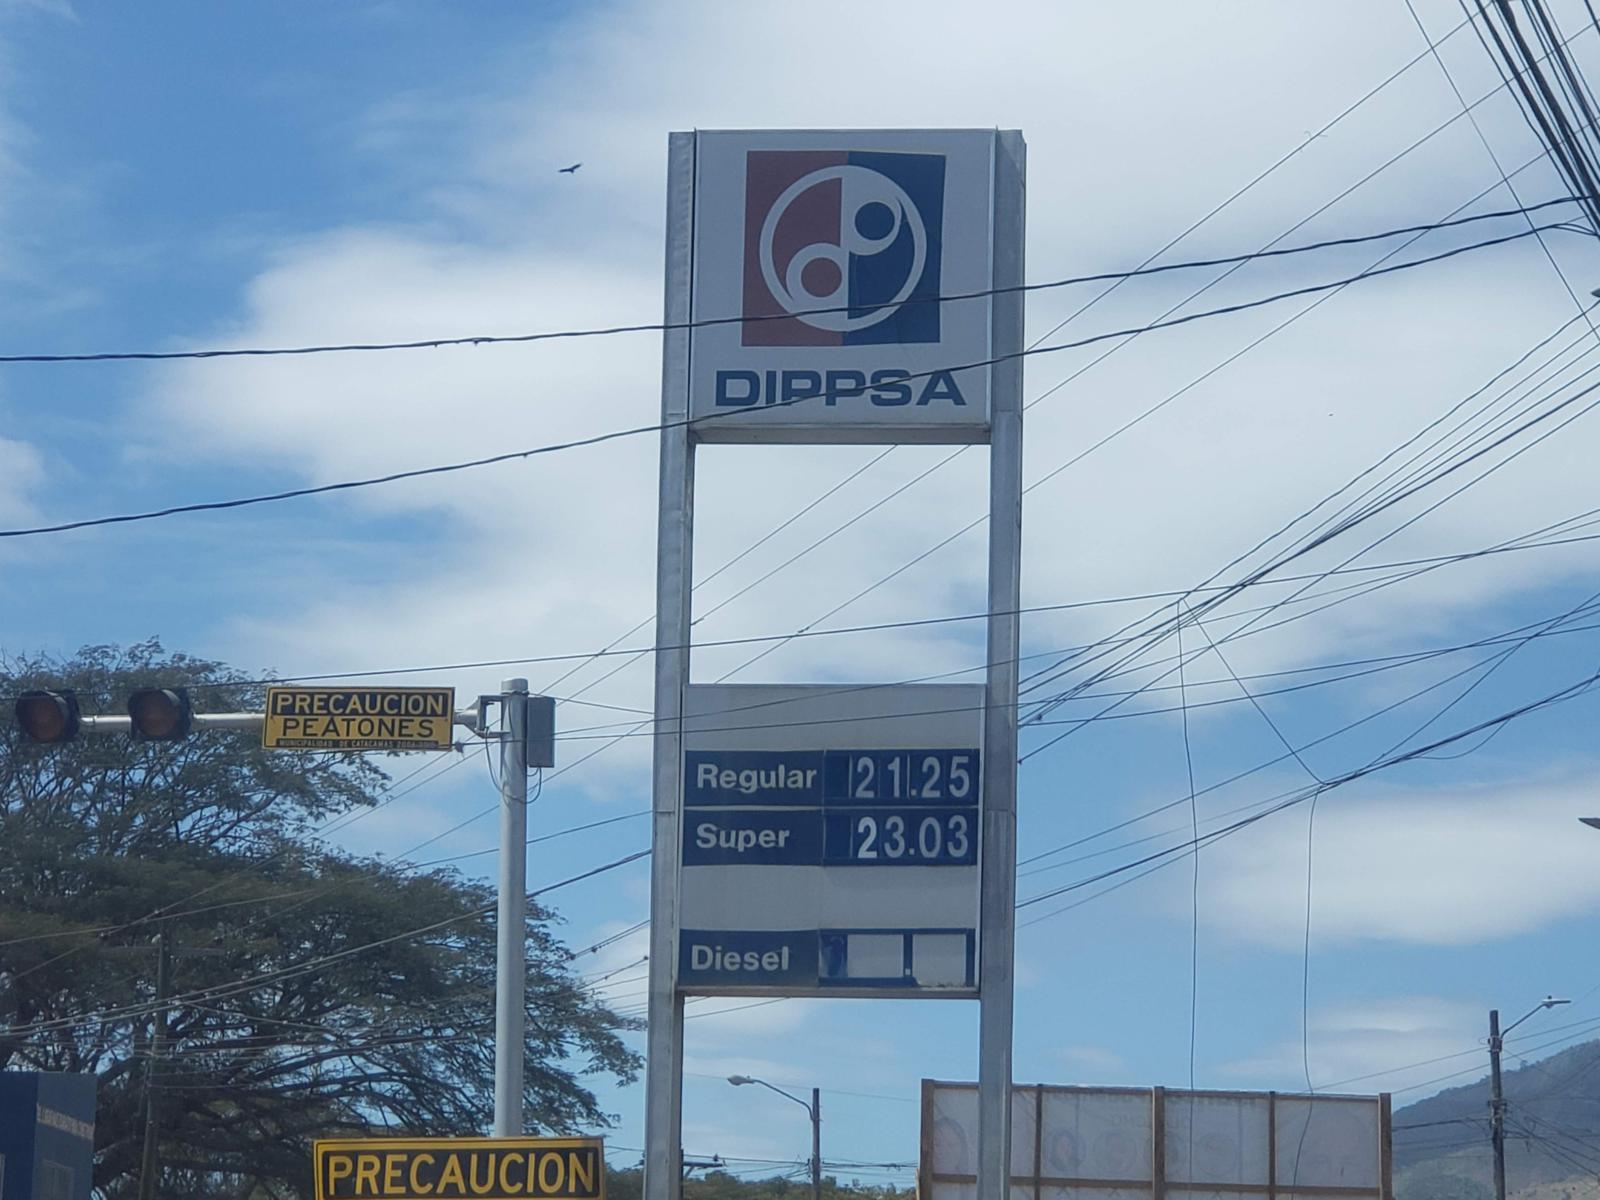 DIPPSA
PRECAUCION
PEATONES
Regular 21.25
Super 23.03
Diesel
PRECAUCION